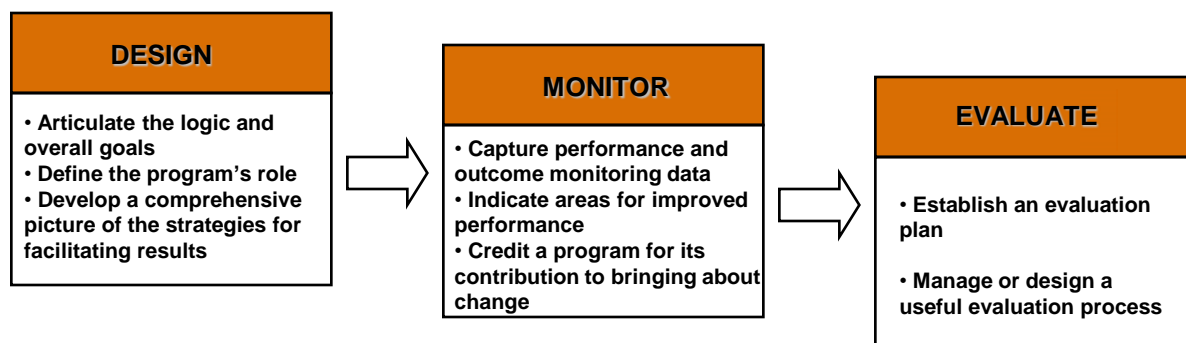 DESIGN
• Articulate the logic and
overall goals
• Define the program's role
• Develop a comprehensive
picture of the strategies for
facilitating results
MONITOR
• Capture performance and
outcome monitoring data
• Indicate areas for improved
performance
• Credit a program for its
contribution to bringing about
change
EVALUATE
• Establish an evaluation
plan
• Manage or design a
useful evaluation process